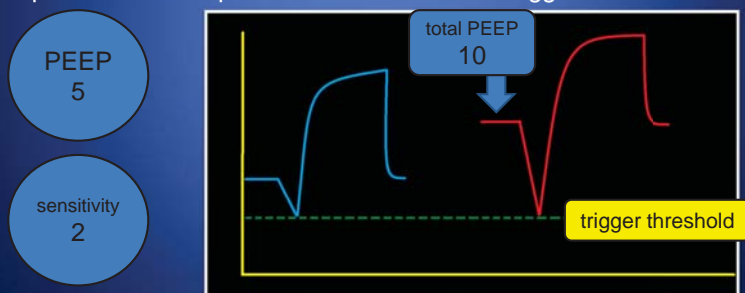 PEEP
5
total PEEP
10
sensitivity
2
trigger threshold